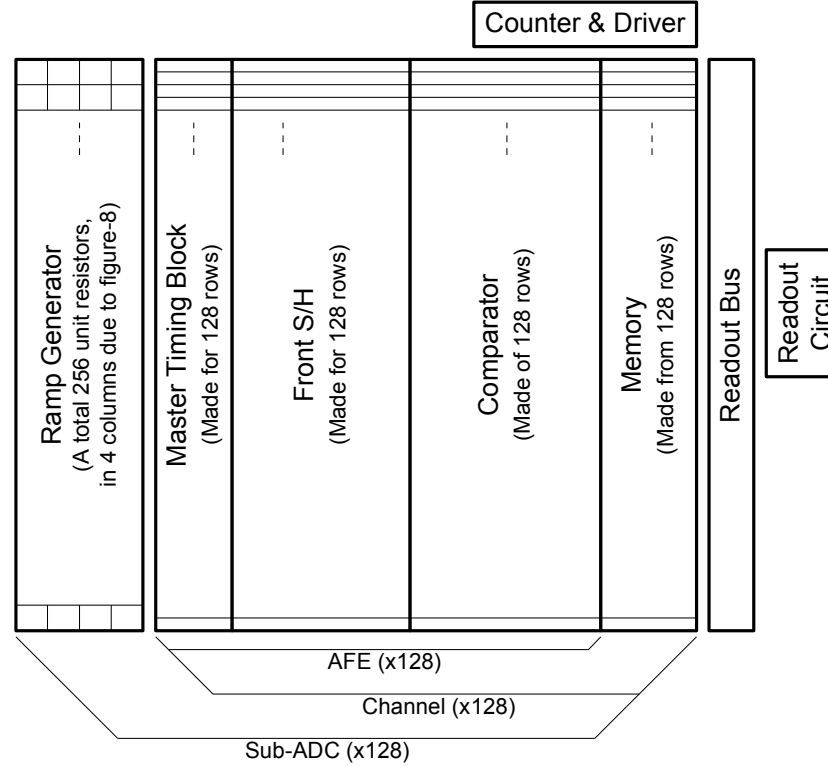 Counter & Driver
Ramp Generator
(A total 256 unit resistors,
in 4 columns due to figure-8)
Master Timing Block
(Made for 128 rows)
Front S/H
(Made for 128 rows)
Comparator
(Made of 128 rows)
Memory
(Made from 128 rows)
Readout Bus
Readout
Circuit
AFE (x128)
Channel (x128)
Sub-ADC (x128)